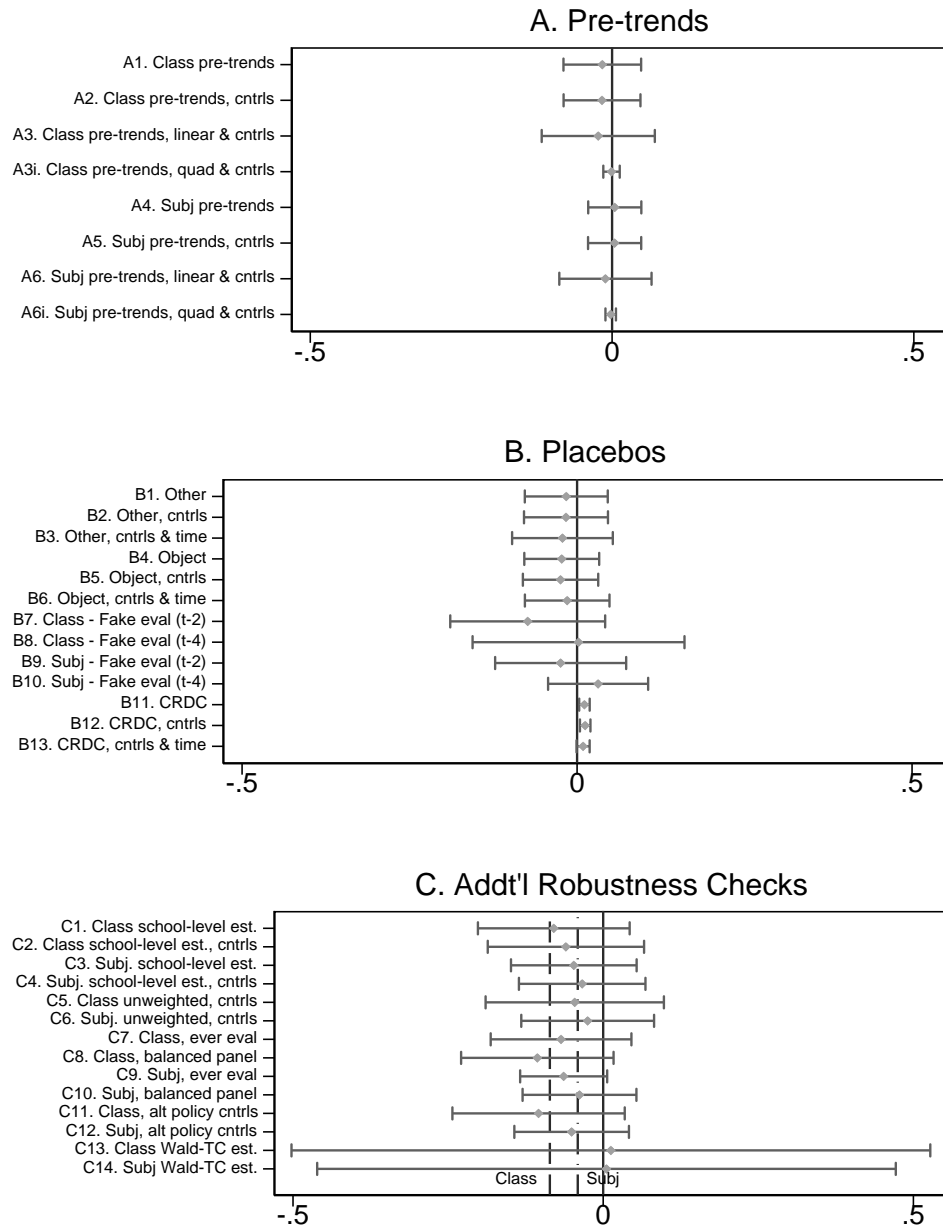 A. Pre-trends
A1. Class pre-trends
A2. Class pre-trends, cntrls
A3. Class pre-trends, linear & cntrls
A3i. Class pre-trends, quad & cntrls
A4. Subj pre-trends
A5. Subj pre-trends, cntrls
A6. Subj pre-trends, linear & cntrls
A6i. Subj pre-trends, quad & cntrls
-.5 0 .5
B. Placebos
B1. Other
B2. Other, cntrls
B3. Other, cntrls & time
B4. Object
B5. Object, cntrls
B6. Object, cntrls & time
B7. Class - Fake eval (t-2)
B8. Class - Fake eval (t-4)
B9. Subj - Fake eval (t-2)
B10. Subj - Fake eval (t-4)
B11. CRDC
B12. CRDC, cntrls
B13. CRDC, cntrls & time
-.5 0 .5
C. Addt'l Robustness Checks
C1. Class school-level est.
C2. Class school-level est., cntrls
C3. Subj. school-level est.
C4. Subj. school-level est., cntrls
C5. Class unweighted, cntrls
C6. Subj. unweighted, cntrls
C7. Class, ever eval
C8. Class, balanced panel
C9. Subj, ever eval
C10. Subj, balanced panel
C11. Class, alt policy cntrls
C12. Subj, alt policy cntrls
C13. Class Wald-TC est.
C14. Subj Wald-TC est.
Class Subj
-.5 0 .5